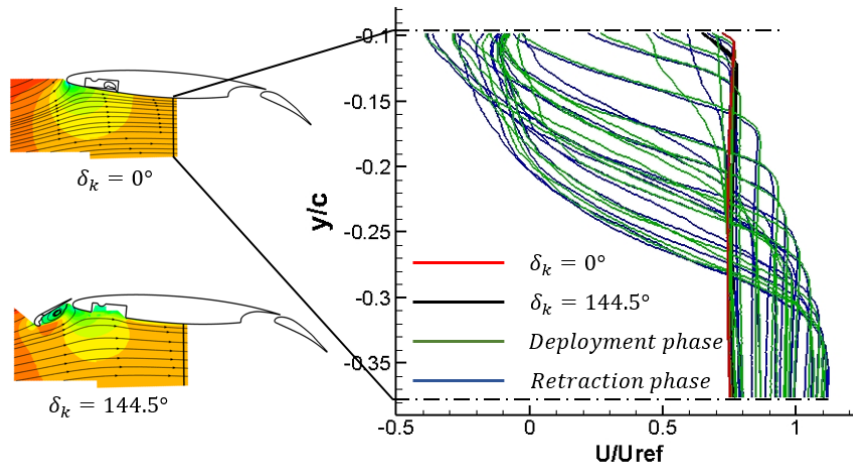 δₖ = 0°
δₖ = 144.5°
y/c
-0.1
-0.15
-0.2
-0.25
-0.3
-0.35
δₖ = 0°
δₖ = 144.5°
Deployment phase
Retraction phase
-0.5
0
0.5
1
U/Uref